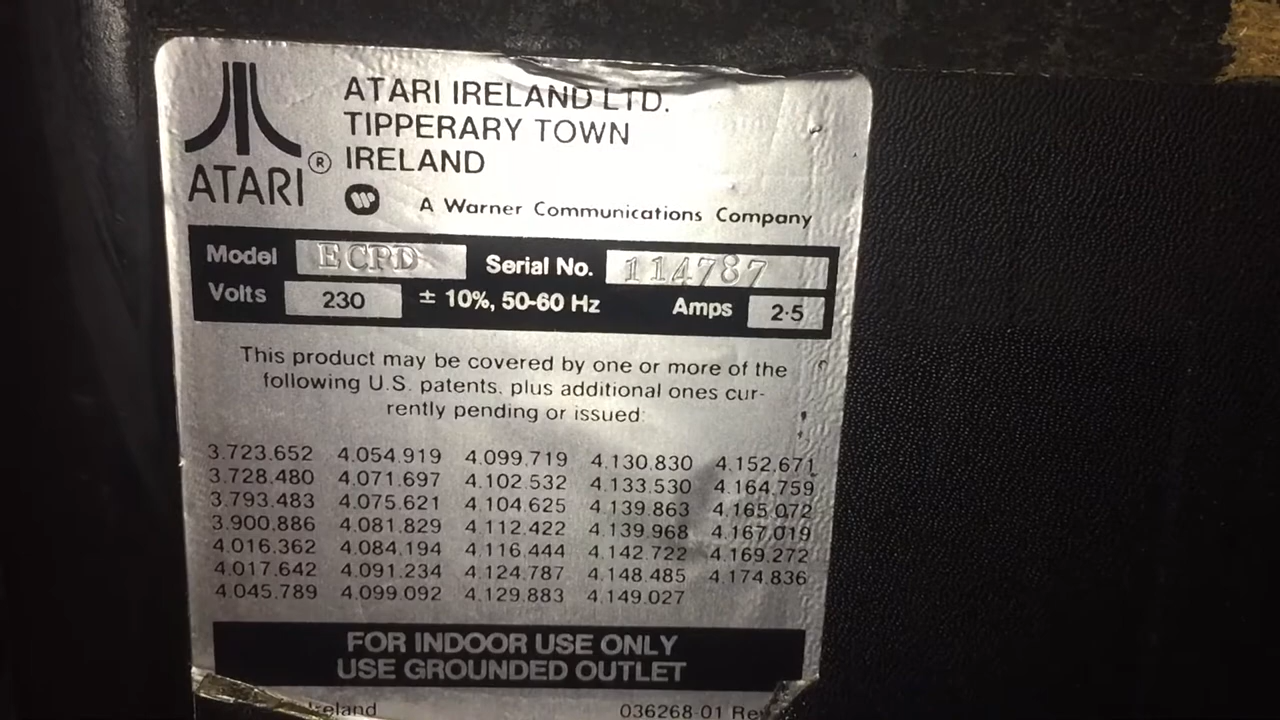 ATARI IRELAND LTD.
TIPPERARY TOWN
IRELAND
ATARI ®
A Warner Communications Company
Model ECPD Serial No. 114787
Volts 230 ± 10%, 50-60 Hz Amps 2·5
This product may be covered by one or more of the
following U.S. patents, plus additional ones cur-
rently pending or issued:
3.723.652 4.054.919 4.099.719 4.130.830 4.152.671
3.728.480 4.071.697 4.102.532 4.133.530 4.164.759
3.793.483 4.075.621 4.104.625 4.139.863 4.165.072
3.900.886 4.081.829 4.112.422 4.139.968 4.167.019
4.016.362 4.084.194 4.116.444 4.142.722 4.169.272
4.017.642 4.091.234 4.124.787 4.148.485 4.174.836
4.045.789 4.099.092 4.129.883 4.149.027
FOR INDOOR USE ONLY
USE GROUNDED OUTLET
Ireland 036268-01